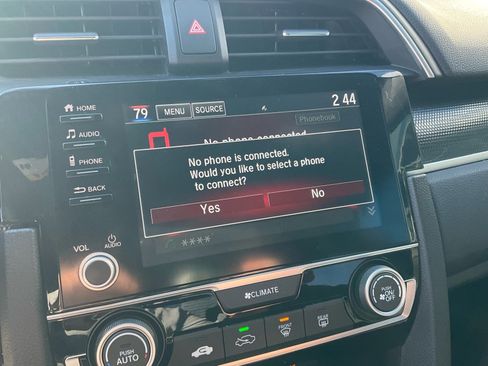 HOME
AUDIO
PHONE
BACK
VOL AUDIO
79 MENU SOURCE 2 44
Phonebook
No phone connected
No phone is connected.
Would you like to select a phone
to connect?
Yes No
****
CLIMATE
PUSH
AUTO
FRONT
REAR
PUSH
ON/
OFF